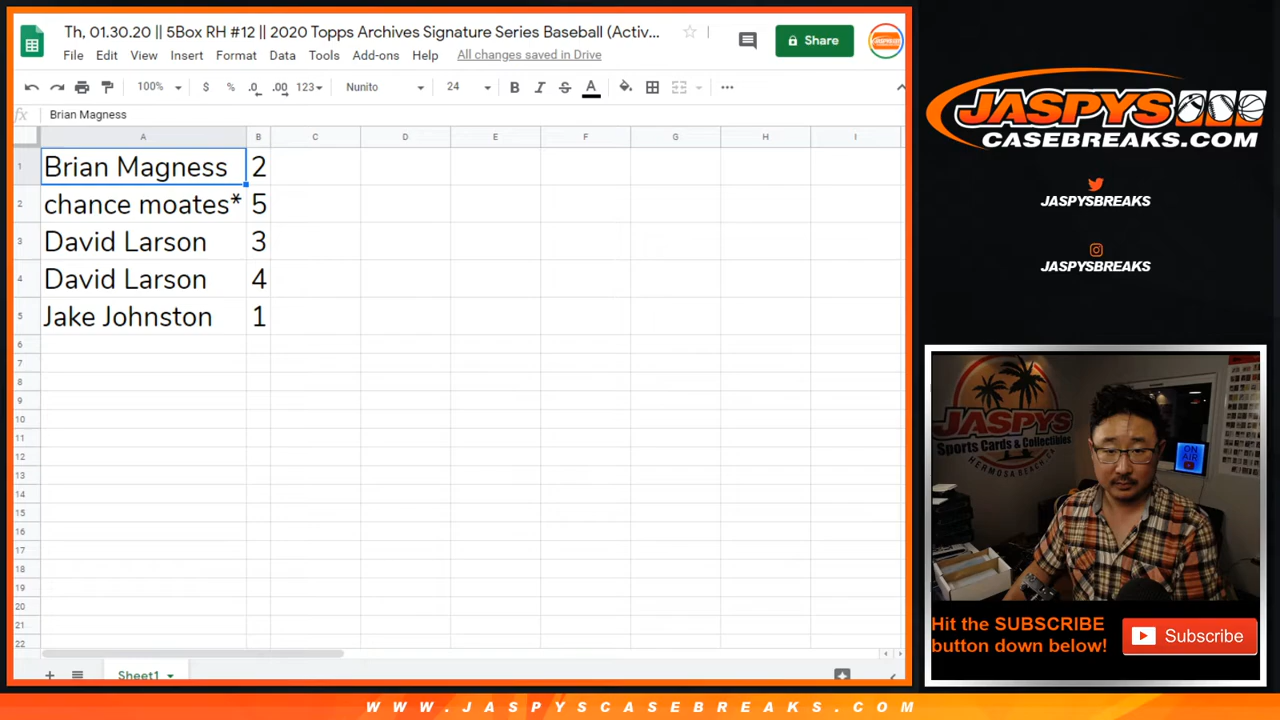 Th, 01.30.20 || 5Box RH #12 || 2020 Topps Archives Signature Series Baseball (Activ...
Share
File Edit View Insert Format Data Tools Add-ons Help All changes saved in Drive
100% $ % .0 .00 123 Nunito 24 B I S A
fx Brian Magness
A B C D E F G H I
1 Brian Magness 2
2 chance moates* 5
3 David Larson 3
4 David Larson 4
5 Jake Johnston 1
6
7
8
9
10
11
12
13
14
15
16
17
18
19
20
21
22
Sheet1
JASPYS
CASEBREAKS.COM
JASPYSBREAKS
JASPYSBREAKS
JASPYS
Sports Cards & Collectibles
HERMOSA BEACH, CA
ON
AIR
Hit the SUBSCRIBE
button down below!
Subscribe
WWW.JASPYSCASEBREAKS.COM